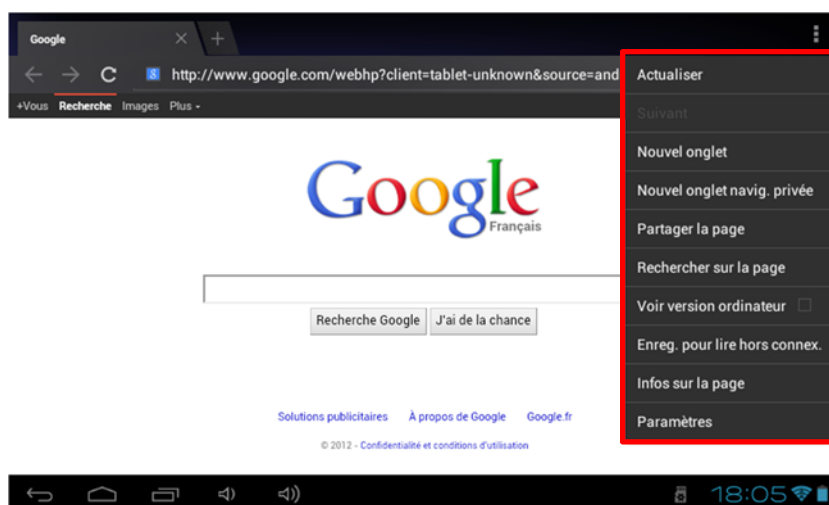 Google
http://www.google.com/webhp?client=tablet-unknown&source=and
+Vous Recherche Images Plus
Google
Français
Recherche Google J'ai de la chance
Solutions publicitaires À propos de Google Google.fr
© 2012 - Confidentialité et conditions d'utilisation
Actualiser
Suivant
Nouvel onglet
Nouvel onglet navig. privée
Partager la page
Rechercher sur la page
Voir version ordinateur
Enreg. pour lire hors connex.
Infos sur la page
Paramètres
18:05